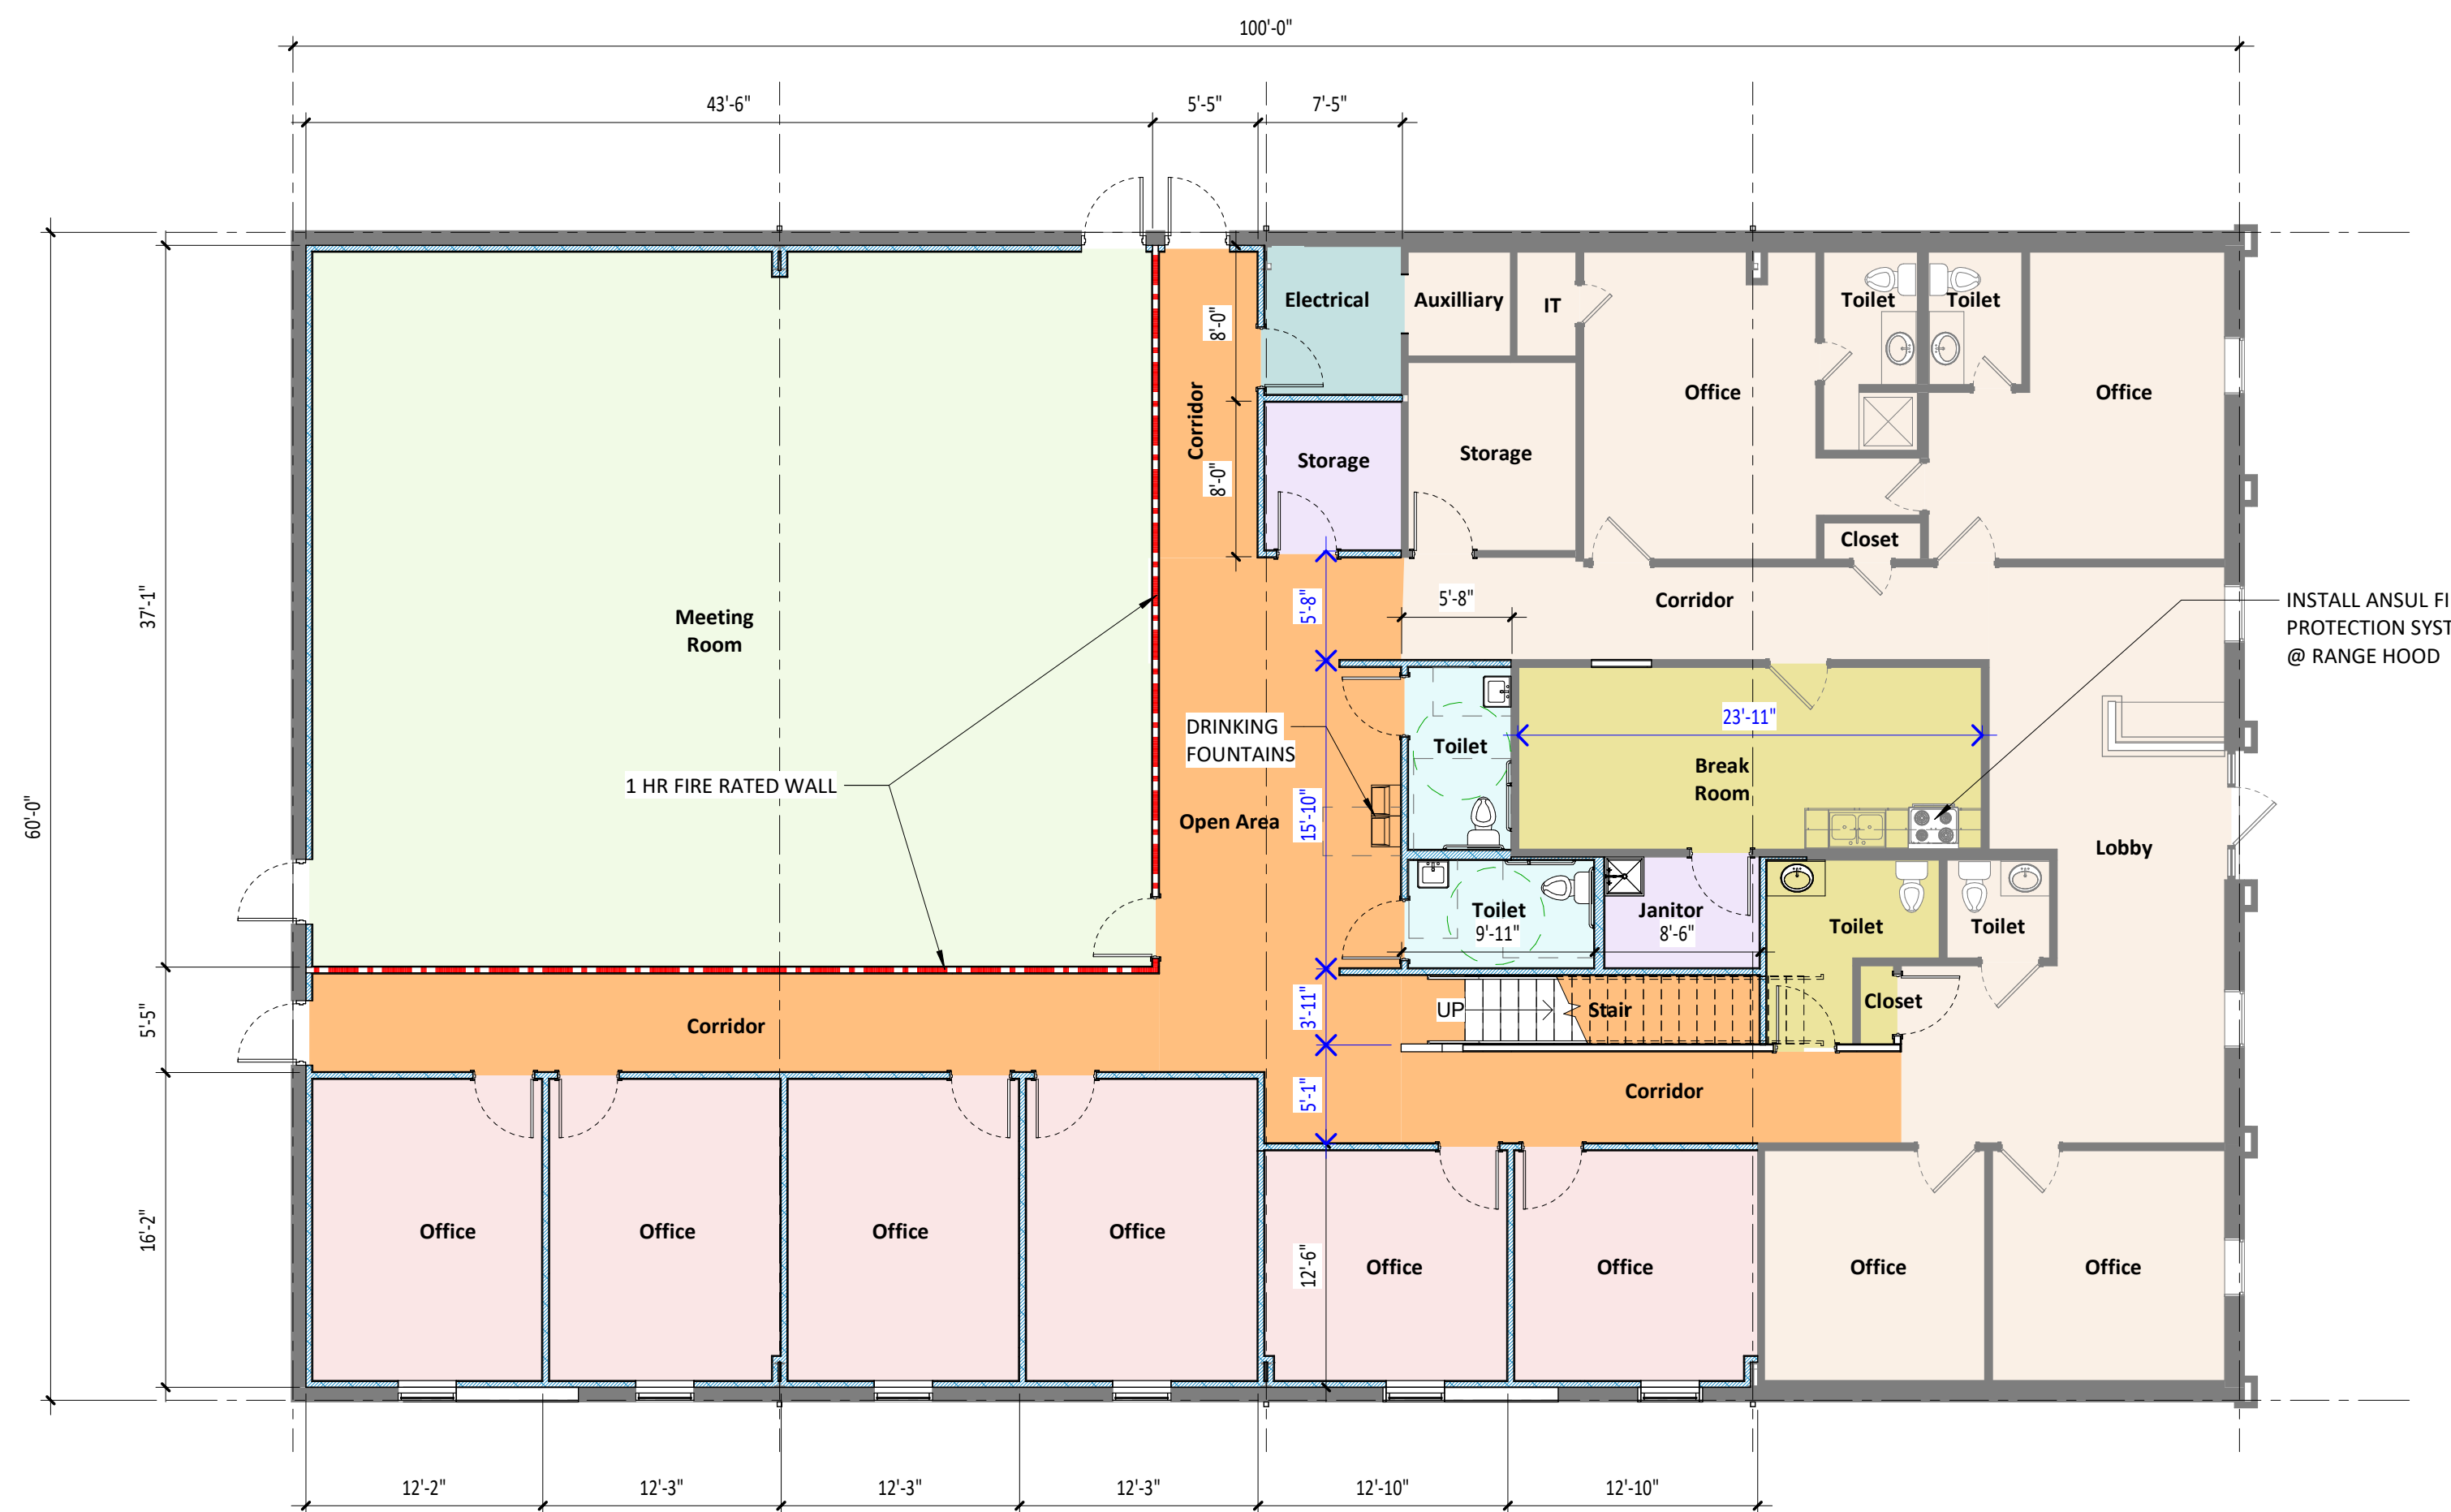 100'-0"
43'-6"
5'-5"
7'-5"
Electrical
Auxilliary
IT
Toilet
Toilet
8'-0"
Office
Office
Corridor
Storage
Storage
8'-0"
Closet
37'-1"
5'-8"
5'-8"
Corridor
INSTALL ANSUL FI
PROTECTION SYST
@ RANGE HOOD
Meeting
Room
23'-11"
DRINKING
FOUNTAINS
Toilet
Break
Room
1 HR FIRE RATED WALL
60'-0"
Open Area
15'-10"
Lobby
Toilet
9'-11"
Janitor
8'-6"
Toilet
Toilet
5'-5"
Corridor
3'-11"
UP
Stair
Closet
5'-1"
Corridor
16'-2"
Office
Office
Office
Office
12'-6"
Office
Office
Office
Office
12'-2"
12'-3"
12'-3"
12'-3"
12'-10"
12'-10"